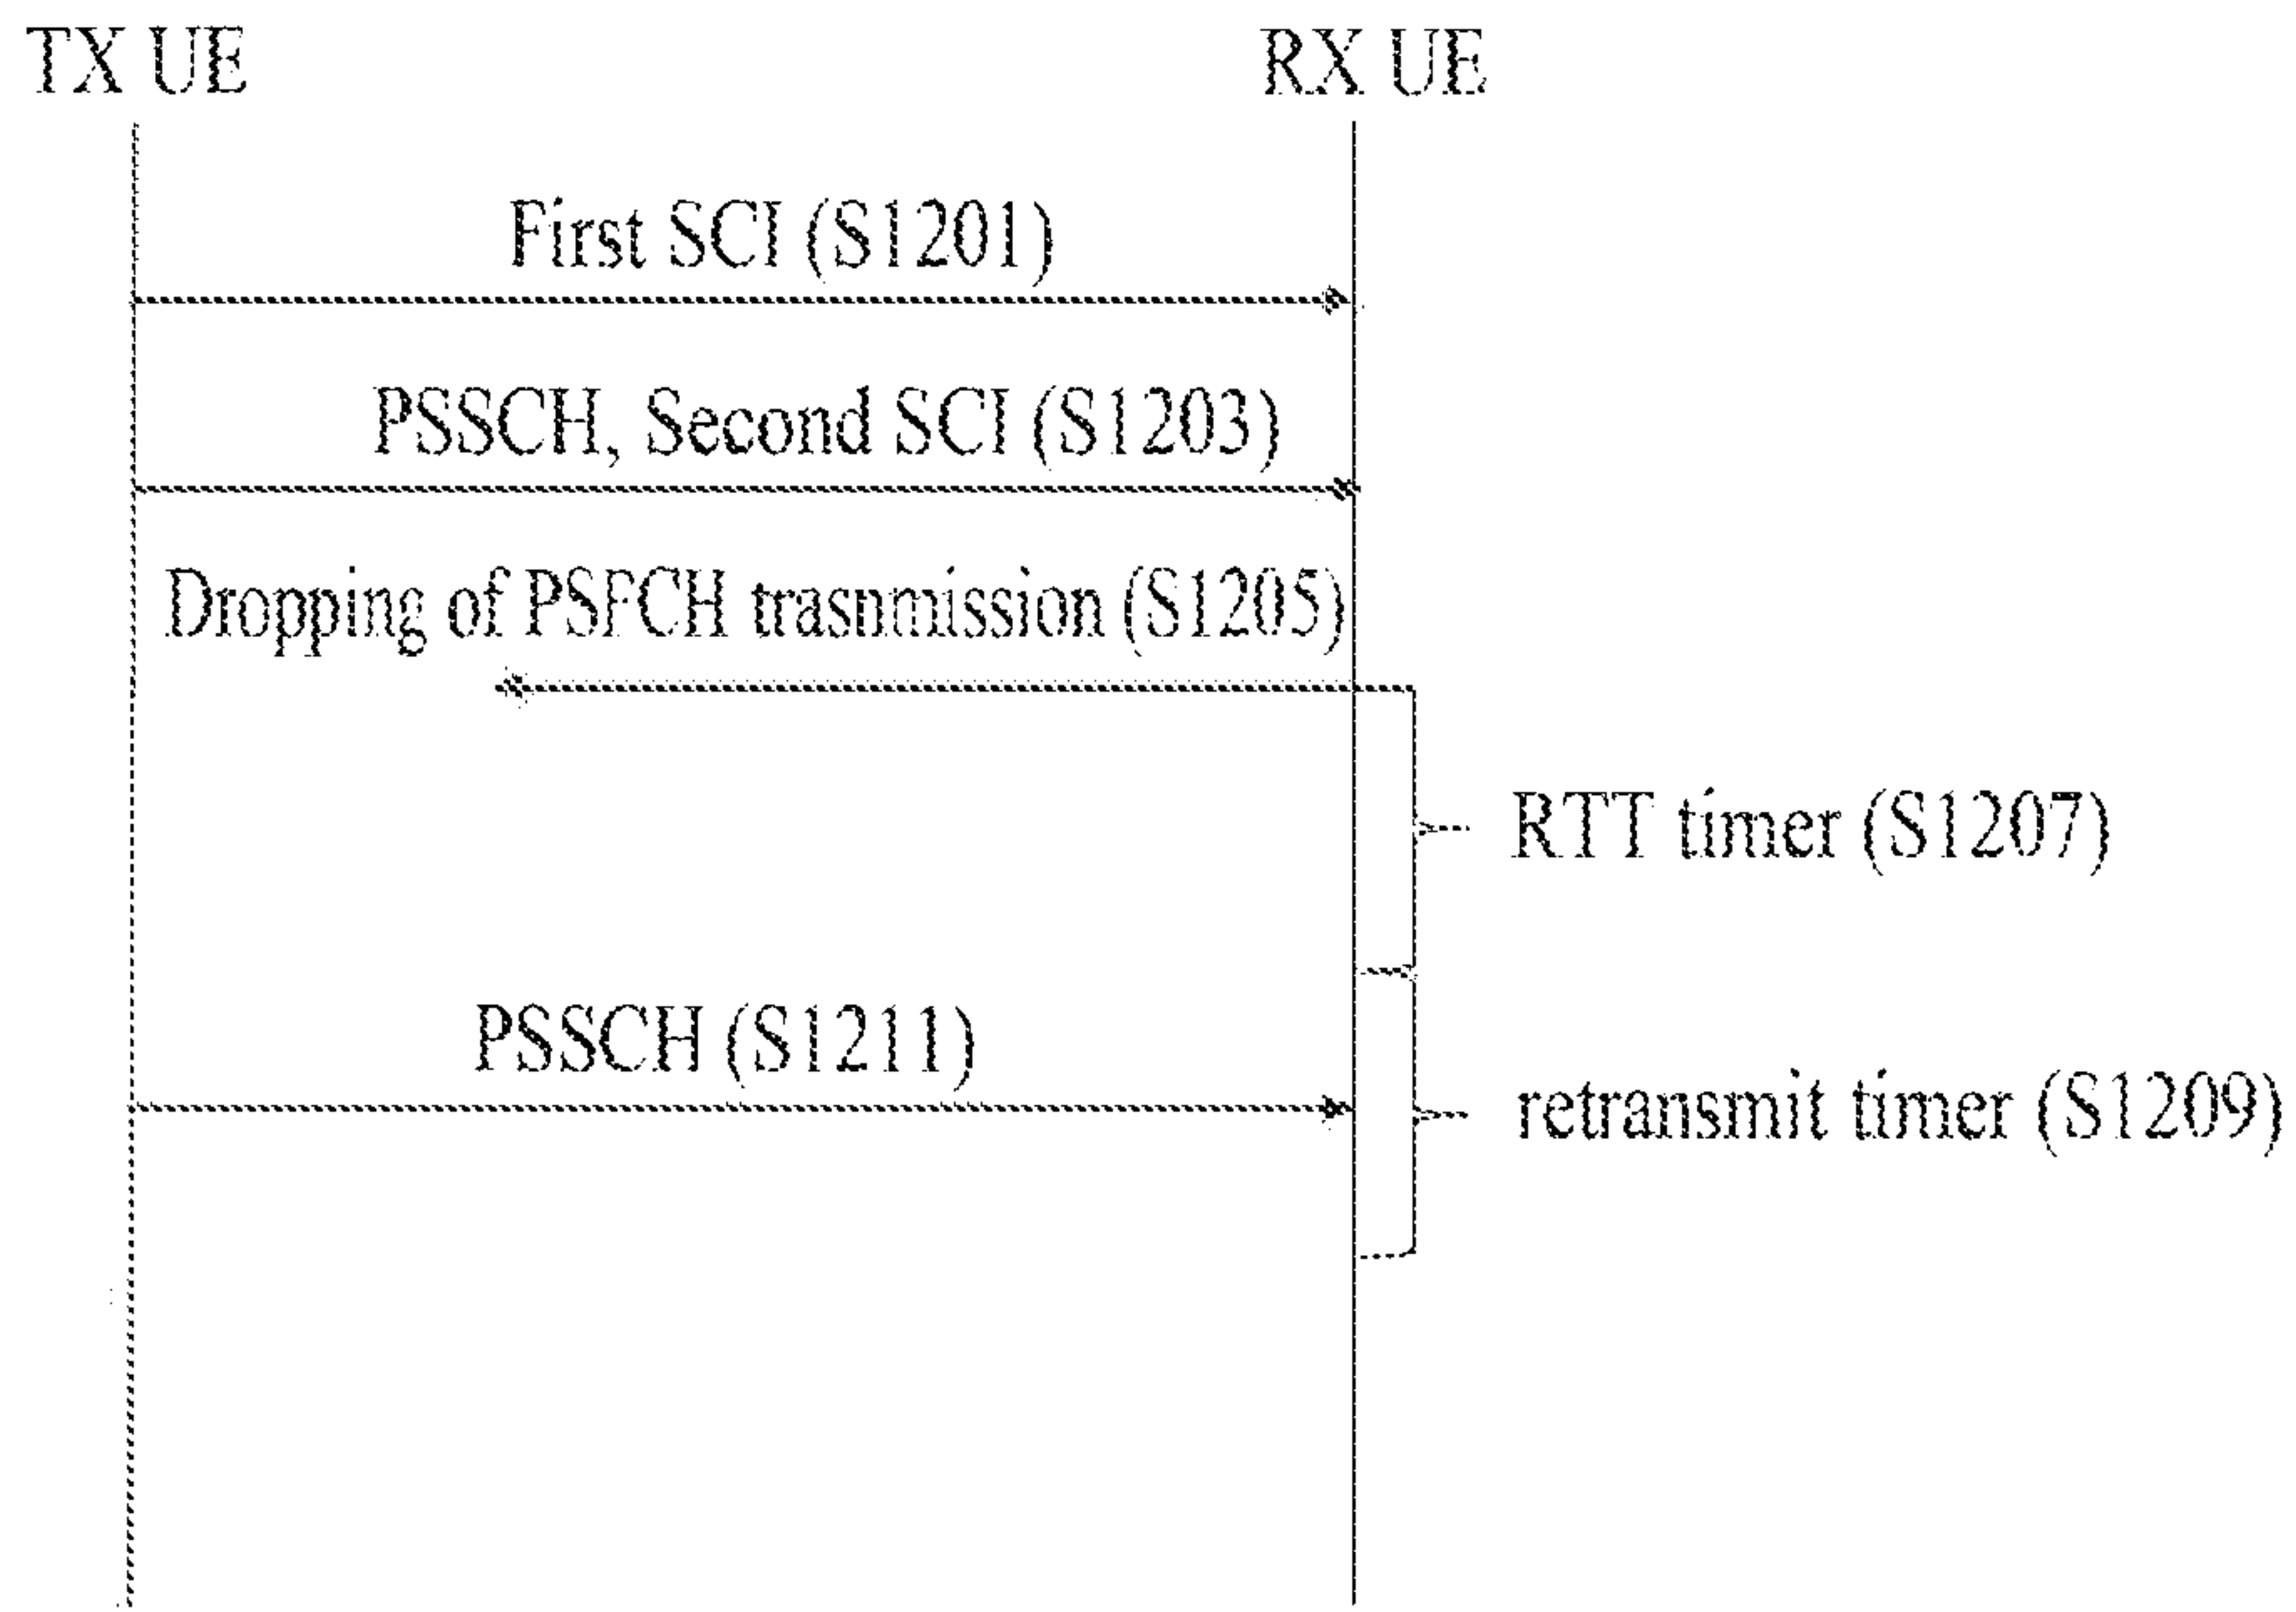 TX UE
RX UE
First SCI (S1201)
PSSCH, Second SCI (S1203)
Dropping of PSFCH trasnmission (S1205)
RTT timer (S1207)
PSSCH (S1211)
retransmit timer (S1209)